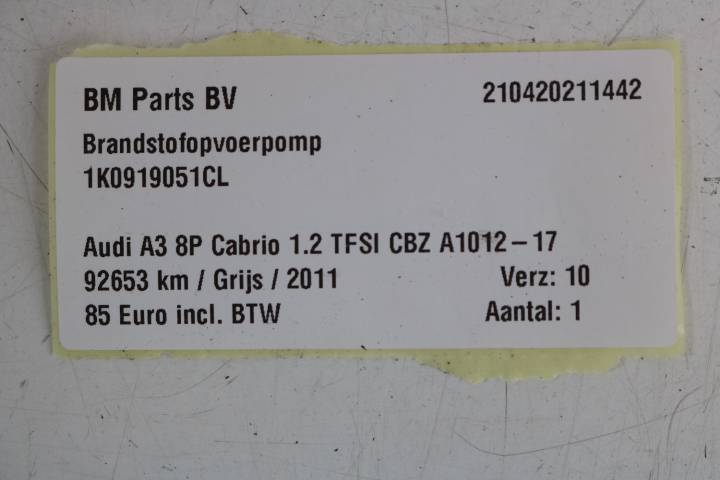 BM Parts BV 210420211442
Brandstofopvoerpomp
1K0919051CL
Audi A3 8P Cabrio 1.2 TFSI CBZ A1012 – 17
92653 km / Grijs / 2011 Verz: 10
85 Euro incl. BTW Aantal: 1